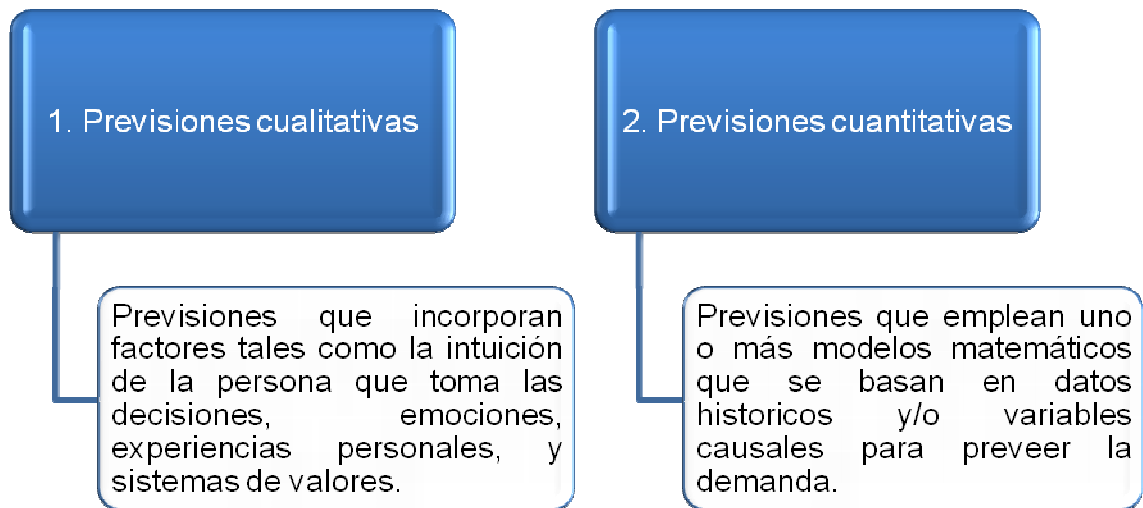 1. Previsiones cualitativas
Previsiones que incorporan
factores tales como la intuición
de la persona que toma las
decisiones, emociones,
experiencias personales, y
sistemas de valores.
2. Previsiones cuantitativas
Previsiones que emplean uno
o más modelos matemáticos
que se basan en datos
historicos y/o variables
causales para preveer la
demanda.